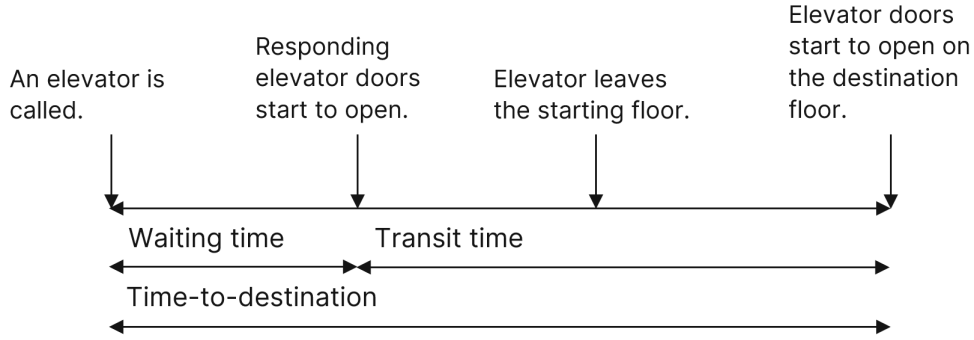 An elevator is
called.
Responding
elevator doors
start to open.
Elevator leaves
the starting floor.
Elevator doors
start to open on
the destination
floor.
Waiting time
Transit time
Time-to-destination